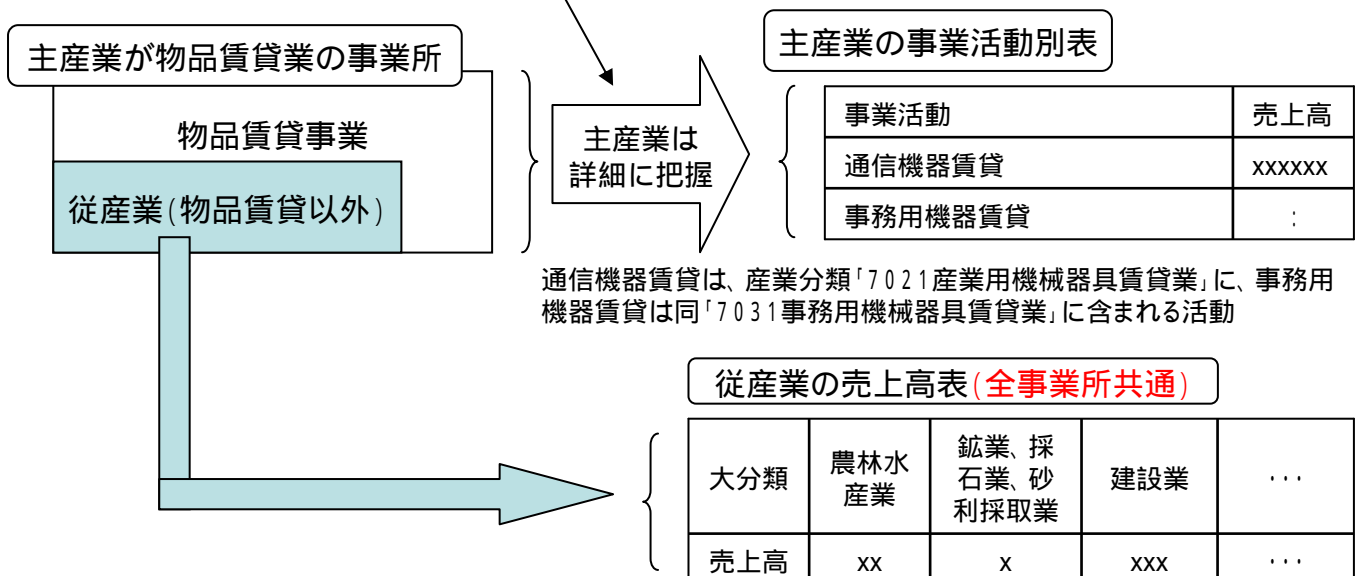 主産業が物品賃貸業の事業所
物品賃貸事業
従産業(物品賃貸以外)
主産業は
詳細に把握
主産業の事業活動別表
事業活動 売上高
通信機器賃貸 xxxxxx
事務用機器賃貸 :
通信機器賃貸は、産業分類「7021産業用機械器具賃貸業」に、事務用
機器賃貸は同「7031事務用機械器具賃貸業」に含まれる活動
従産業の売上高表(全事業所共通)
大分類 農林水産業 鉱業、採石業、砂利採取業 建設業 ・・・
売上高 xx x xxx ・・・